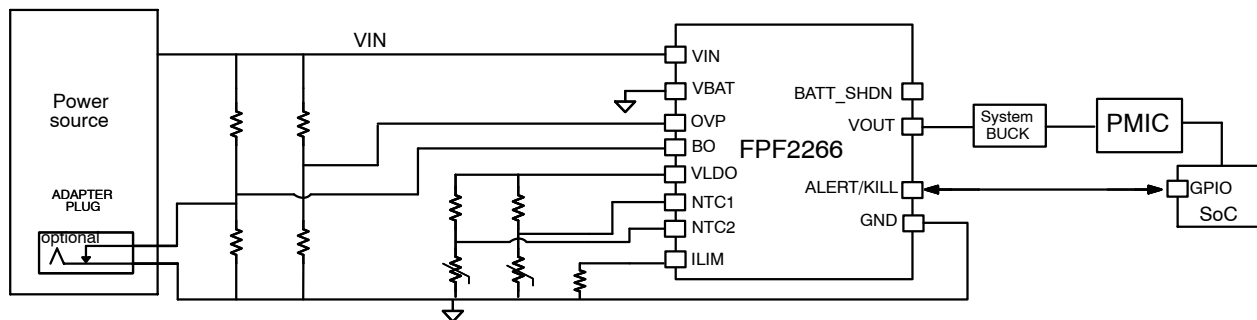 VIN
Power
source
ADAPTER
PLUG
optional
FPF2266
VIN
VBAT
OVP
BO
VLDO
NTC1
NTC2
ILIM
BATT_SHDN
VOUT
ALERT/KILL
GND
System
BUCK
PMIC
GPIO
SoC